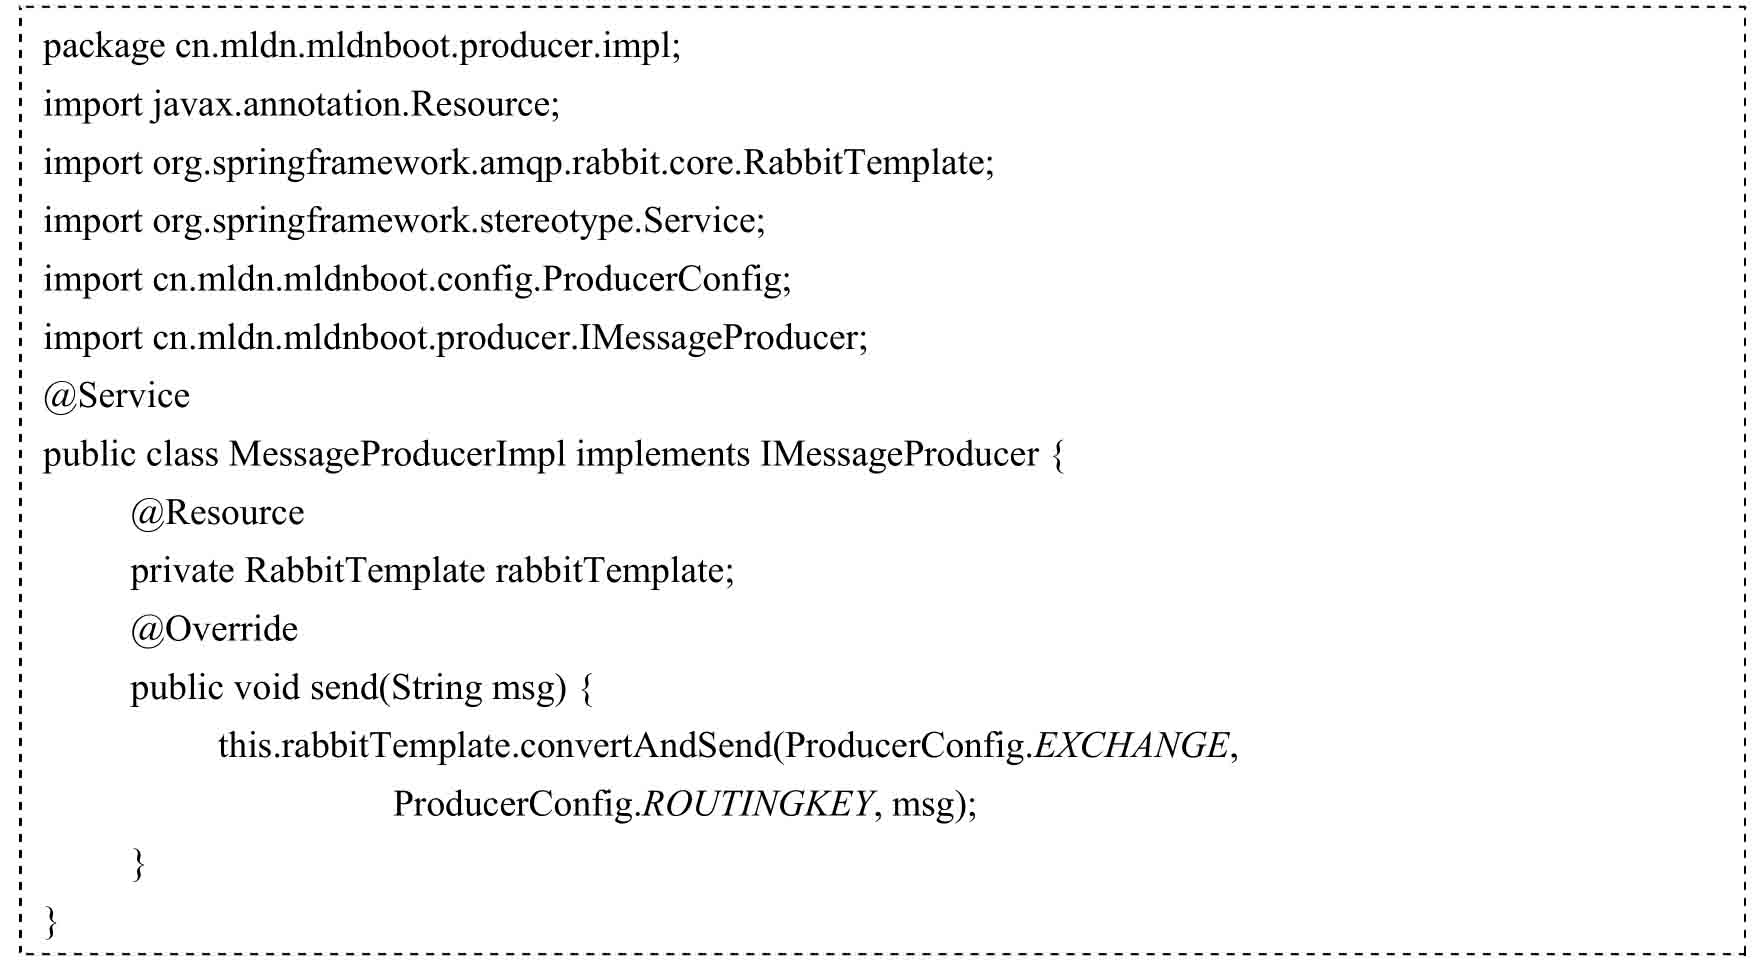 package cn.mldn.mldnboot.producer.impl;
import javax.annotation.Resource;
import org.springframework.amqp.rabbit.core.RabbitTemplate;
import org.springframework.stereotype.Service;
import cn.mldn.mldnboot.config.ProducerConfig;
import cn.mldn.mldnboot.producer.IMessageProducer;
@Service
public class MessageProducerImpl implements IMessageProducer {
@Resource
private RabbitTemplate rabbitTemplate;
@Override
public void send(String msg) {
this.rabbitTemplate.convertAndSend(ProducerConfig.EXCHANGE,
ProducerConfig.ROUTINGKEY, msg);
}
}